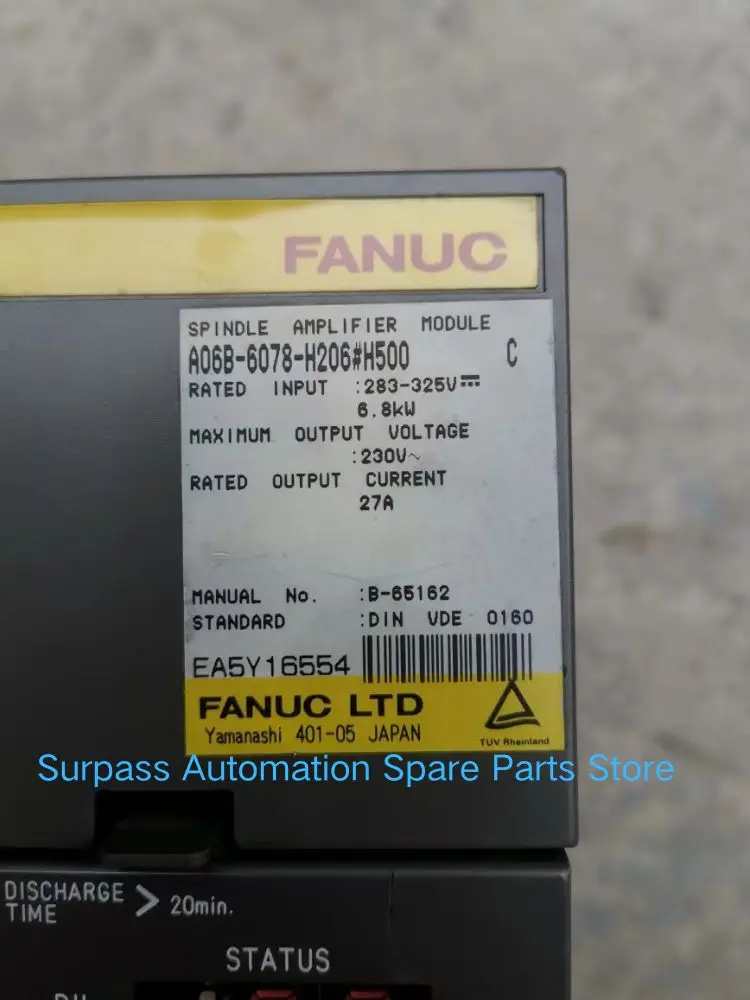 FANUC
SPINDLE AMPLIFIER MODULE
A06B-6078-H206#H500 C
RATED INPUT :283-325V⎓
6.8kW
MAXIMUM OUTPUT VOLTAGE
:230V~
RATED OUTPUT CURRENT
27A
MANUAL No. :B-65162
STANDARD :DIN VDE 0160
EA5Y16554
FANUC LTD
Yamanashi 401-05 JAPAN
TUV Rheinland
Surpass Automation Spare Parts Store
DISCHARGE
TIME > 20min.
STATUS